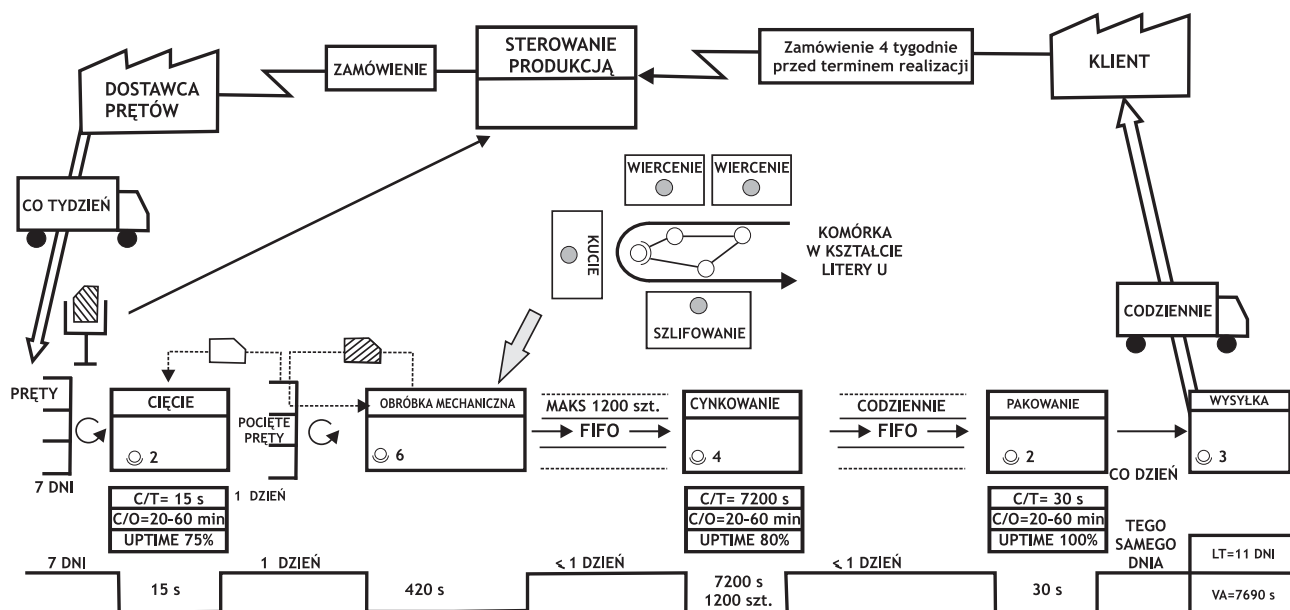 DOSTAWCA
PRĘTÓW
ZAMÓWIENIE
STEROWANIE
PRODUKCJĄ
Zamówienie 4 tygodnie
przed terminem realizacji
KLIENT
CO TYDZIEŃ
WIERCENIE
WIERCENIE
KUCIE
KOMÓRKA
W KSZTAŁCIE
LITERY U
SZLIFOWANIE
CODZIENNIE
PRĘTY
CIĘCIE
2
POCIĘTE
PRĘTY
OBRÓBKA MECHANICZNA
6
MAKS 1200 szt.
FIFO
CYNKOWANIE
4
CODZIENNIE
FIFO
PAKOWANIE
2
CO DZIEŃ
WYSYŁKA
3
7 DNI
C/T= 15 s
C/O=20-60 min
UPTIME 75%
1 DZIEŃ
C/T= 7200 s
C/O=20-60 min
UPTIME 80%
C/T= 30 s
C/O=20-60 min
UPTIME 100%
7 DNI
15 s
1 DZIEŃ
420 s
≤ 1 DZIEŃ
7200 s
1200 szt.
≤ 1 DZIEŃ
30 s
TEGO
SAMEGO
DNIA
LT=11 DNI
VA=7690 s